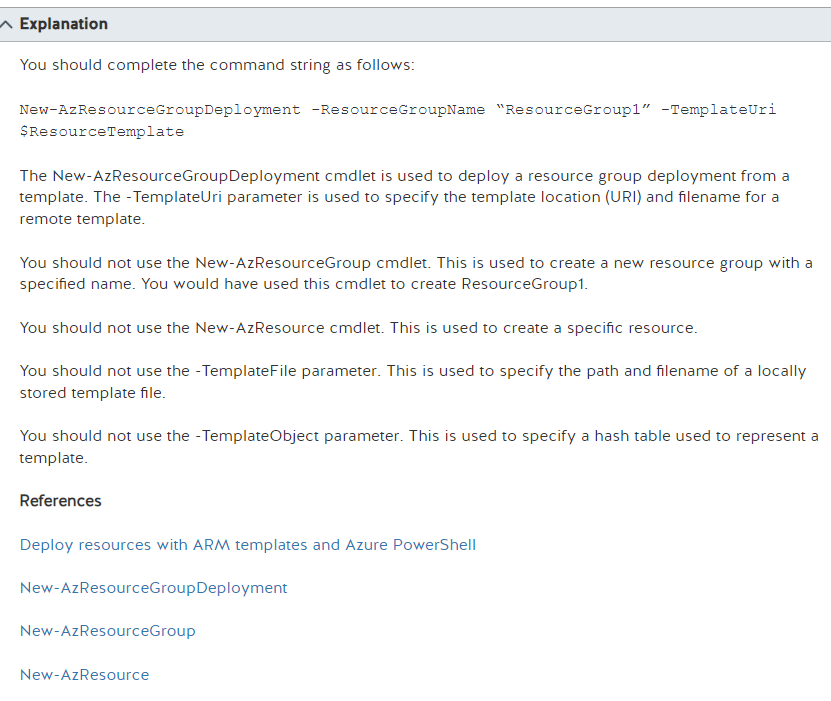 Explanation
You should complete the command string as follows:
New-AzResourceGroupDeployment -ResourceGroupName “ResourceGroup1” -TemplateUri
$ResourceTemplate
The New-AzResourceGroupDeployment cmdlet is used to deploy a resource group deployment from a
template. The -TemplateUri parameter is used to specify the template location (URI) and filename for a
remote template.
You should not use the New-AzResourceGroup cmdlet. This is used to create a new resource group with a
specified name. You would have used this cmdlet to create ResourceGroup1.
You should not use the New-AzResource cmdlet. This is used to create a specific resource.
You should not use the -TemplateFile parameter. This is used to specify the path and filename of a locally
stored template file.
You should not use the -TemplateObject parameter. This is used to specify a hash table used to represent a
template.
References
Deploy resources with ARM templates and Azure PowerShell
New-AzResourceGroupDeployment
New-AzResourceGroup
New-AzResource